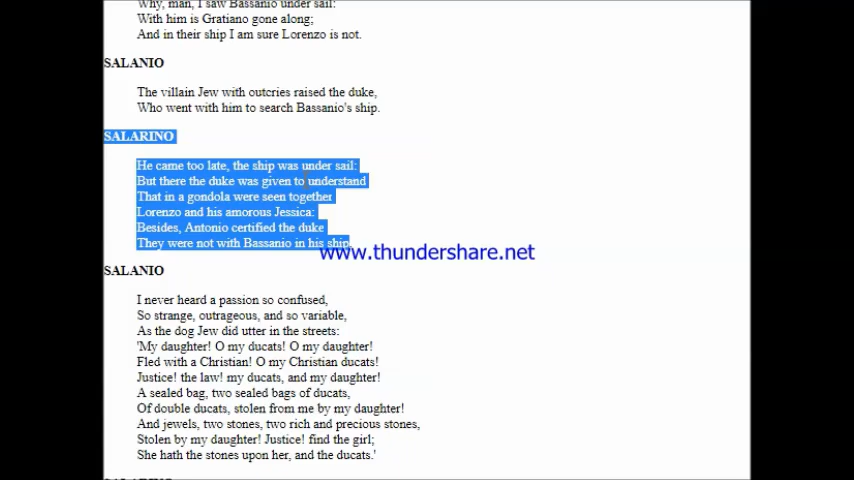 Why, man, I saw Bassanio under sail:
With him is Gratiano gone along;
And in their ship I am sure Lorenzo is not.
SALANIO
The villain Jew with outcries raised the duke,
Who went with him to search Bassanio's ship.
SALARINO
He came too late, the ship was under sail:
But there the duke was given to understand
That in a gondola were seen together
Lorenzo and his amorous Jessica:
Besides, Antonio certified the duke
They were not with Bassanio in his ship.
www.thundershare.net
SALANIO
I never heard a passion so confused,
So strange, outrageous, and so variable,
As the dog Jew did utter in the streets:
'My daughter! O my ducats! O my daughter!
Fled with a Christian! O my Christian ducats!
Justice! the law! my ducats, and my daughter!
A sealed bag, two sealed bags of ducats,
Of double ducats, stolen from me by my daughter!
And jewels, two stones, two rich and precious stones,
Stolen by my daughter! Justice! find the girl;
She hath the stones upon her, and the ducats.'